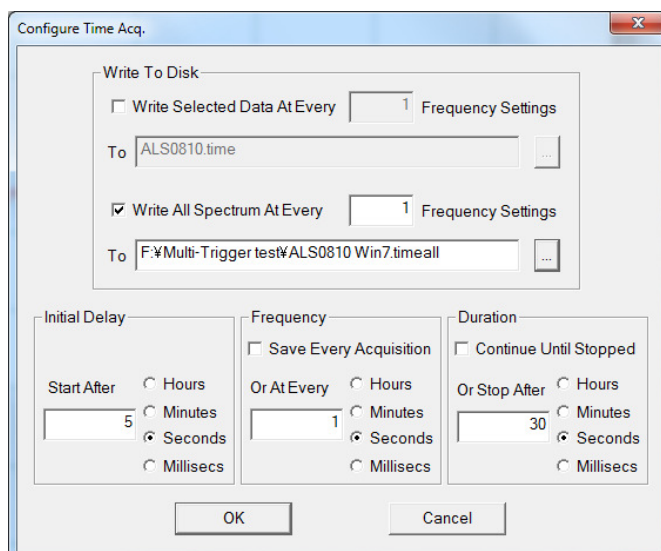 Configure Time Acq.
Write To Disk
Write Selected Data At Every 1 Frequency Settings
To ALS0810.time ...
Write All Spectrum At Every 1 Frequency Settings
To F:¥Multi-Trigger test¥ALS0810 Win7.timeall ...
Initial Delay
Start After
5
Hours
Minutes
Seconds
Millisecs
Frequency
Save Every Acquisition
Or At Every
1
Hours
Minutes
Seconds
Millisecs
Duration
Continue Until Stopped
Or Stop After
30
Hours
Minutes
Seconds
Millisecs
OK
Cancel